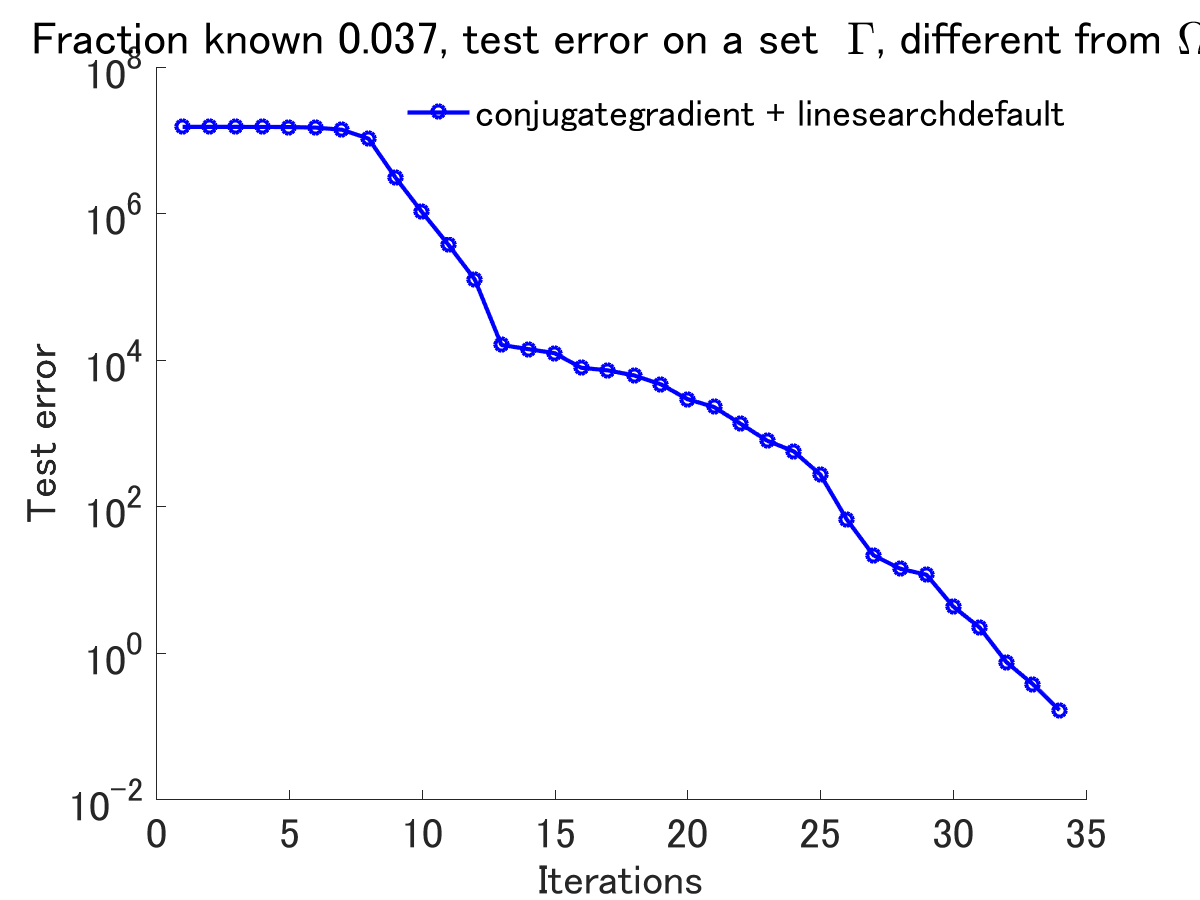 Fraction known 0.037, test error on a set Γ, different from Ω
10^8
conjugategradient + linesearchdefault
10^6
10^4
10^2
10^0
10^−2
Test error
0 5 10 15 20 25 30 35
Iterations